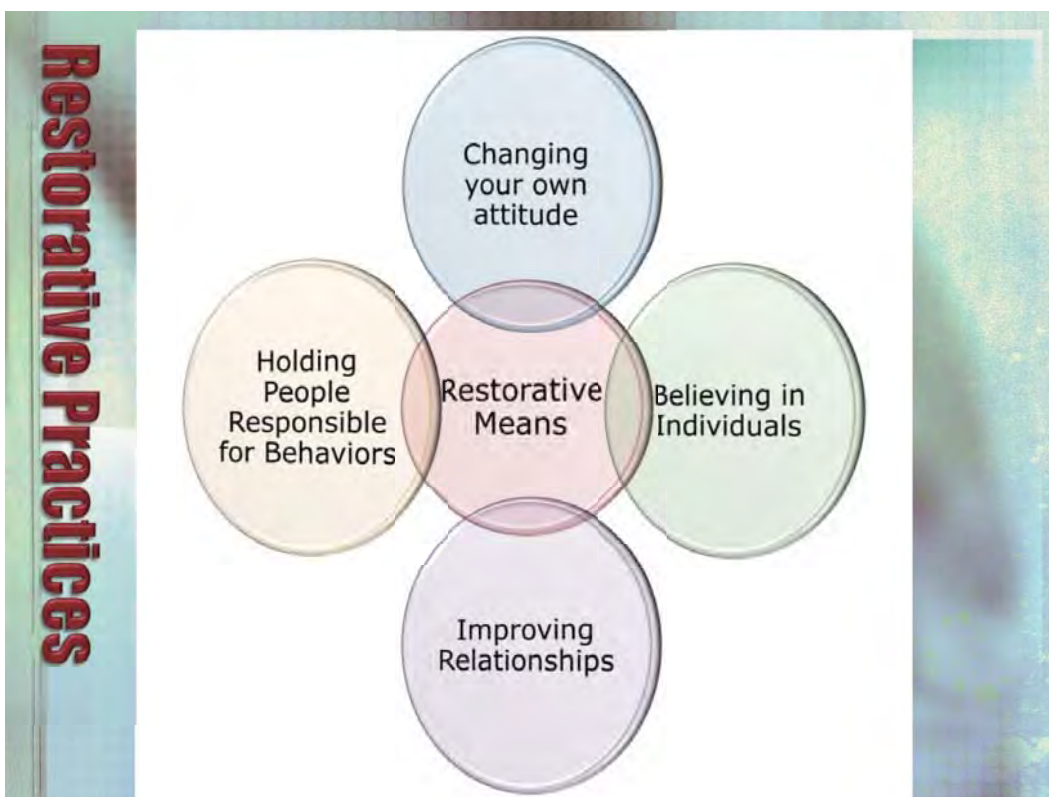 Restorative Practices
Changing
your own
attitude
Holding
People
Responsible
for Behaviors
Restorative
Means
Believing in
Individuals
Improving
Relationships